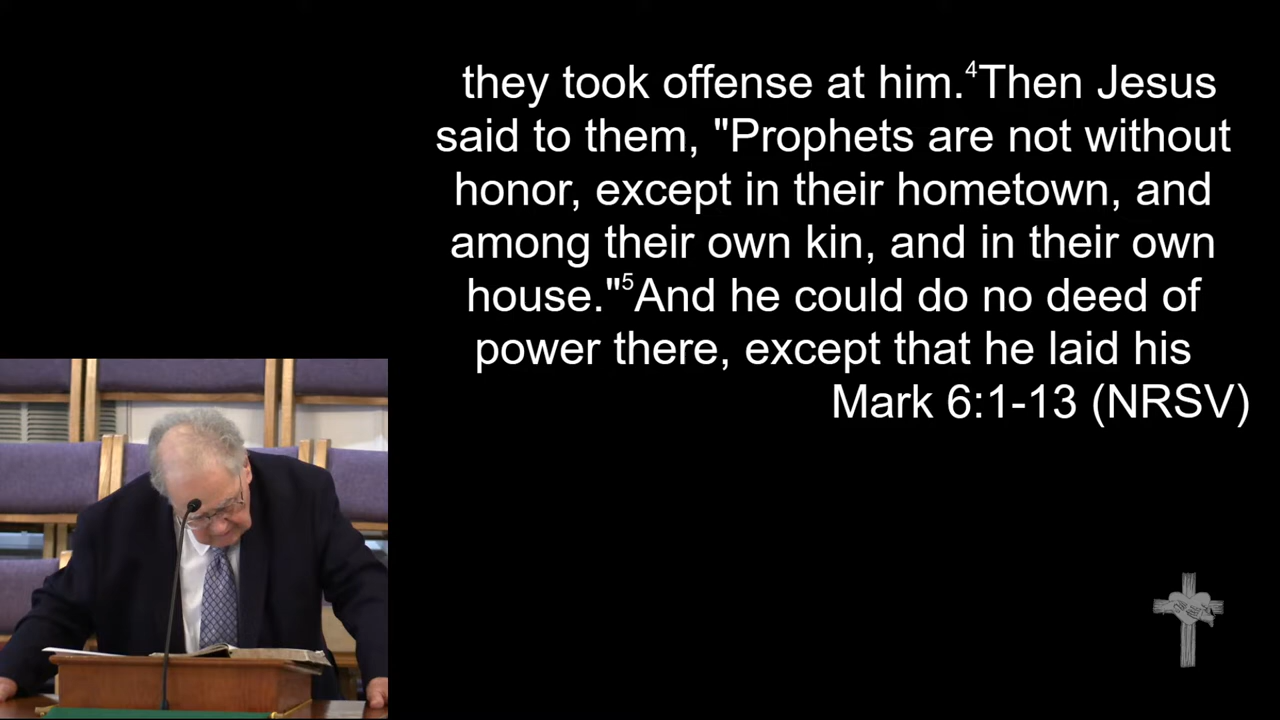 they took offense at him.⁴Then Jesus
said to them, "Prophets are not without
honor, except in their hometown, and
among their own kin, and in their own
house."⁵And he could do no deed of
power there, except that he laid his
Mark 6:1-13 (NRSV)